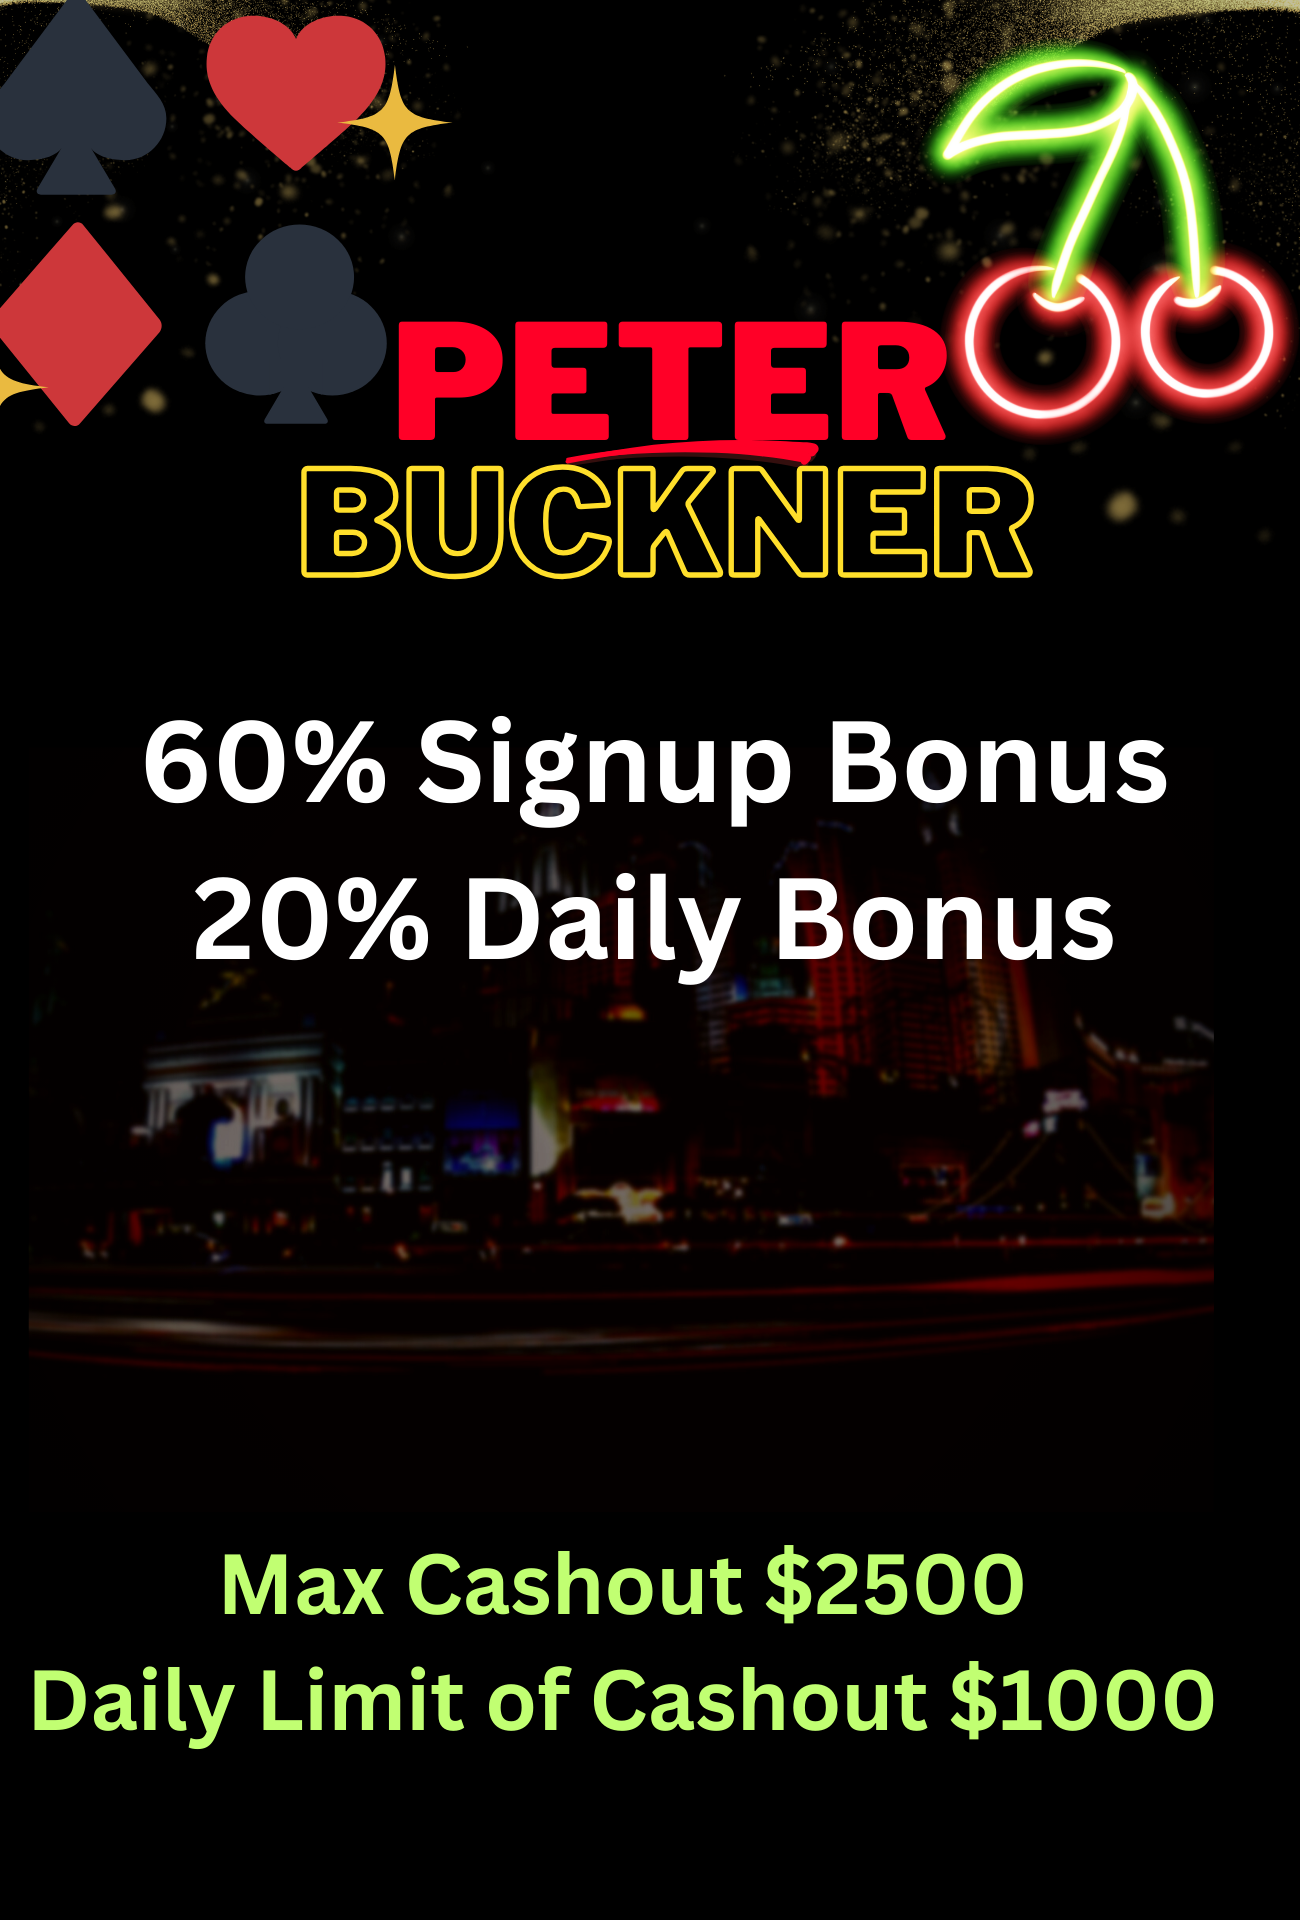 PETER
BUCKNER
60% Signup Bonus
20% Daily Bonus
Max Cashout $2500
Daily Limit of Cashout $1000